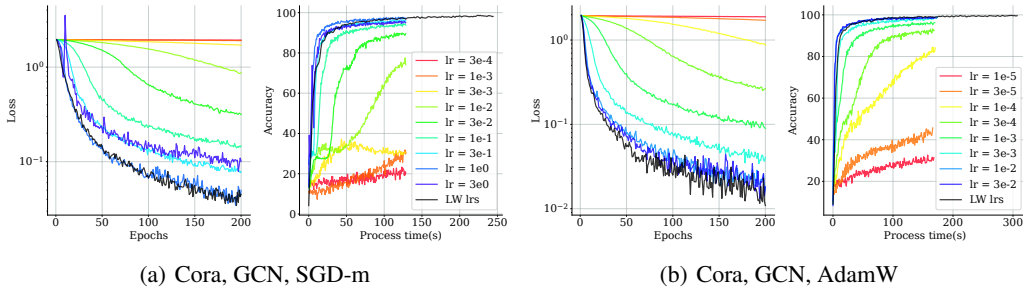 10⁰
10⁻¹
Loss
0
50
100
150
200
Epochs
100
80
60
40
20
0
Accuracy
0
50
100
150
200
250
Process time(s)
lr = 3e-4
lr = 1e-3
lr = 3e-3
lr = 1e-2
lr = 3e-2
lr = 1e-1
lr = 3e-1
lr = 1e0
lr = 3e0
LW lrs
(a) Cora, GCN, SGD-m
10⁰
10⁻¹
10⁻²
Loss
0
50
100
150
200
Epochs
100
80
60
40
20
Accuracy
0
100
200
300
Process time(s)
lr = 1e-5
lr = 3e-5
lr = 1e-4
lr = 3e-4
lr = 1e-3
lr = 3e-3
lr = 1e-2
lr = 3e-2
LW lrs
(b) Cora, GCN, AdamW